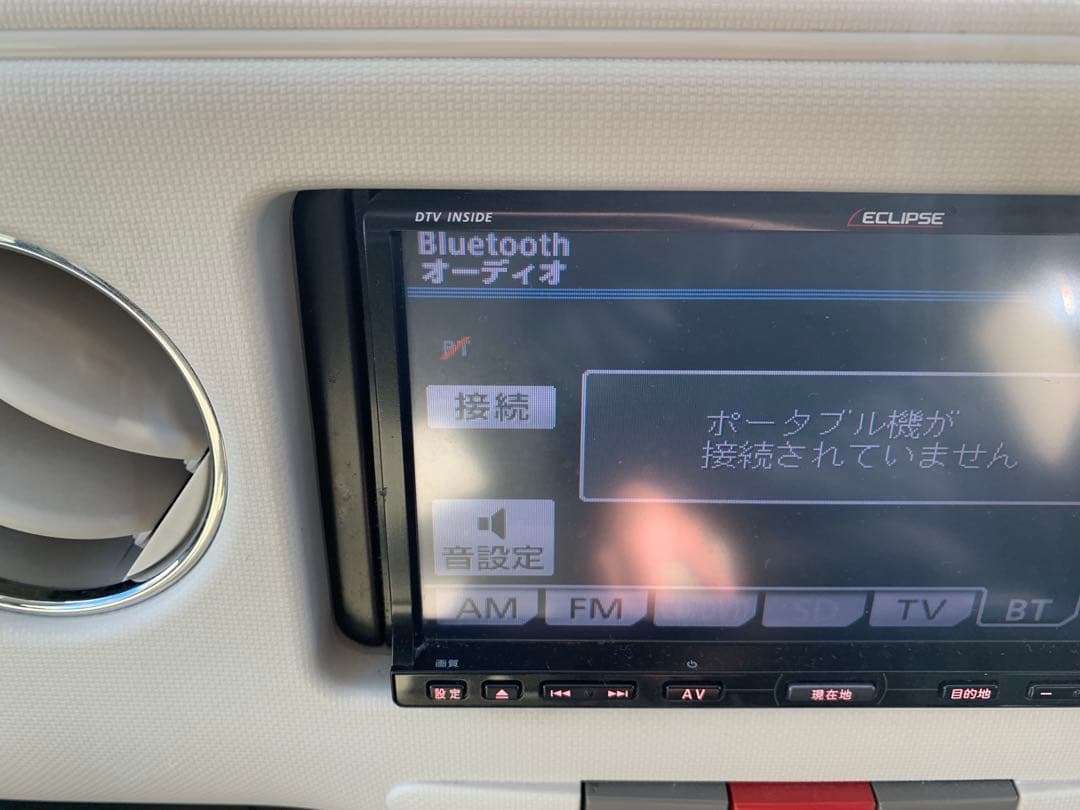 DTV INSIDE
ECLIPSE
Bluetooth
オーディオ
BT
接続
ポータブル機が
接続されていません
音設定
AM FM SD TV BT
画質
設定 AV 現在地 目的地